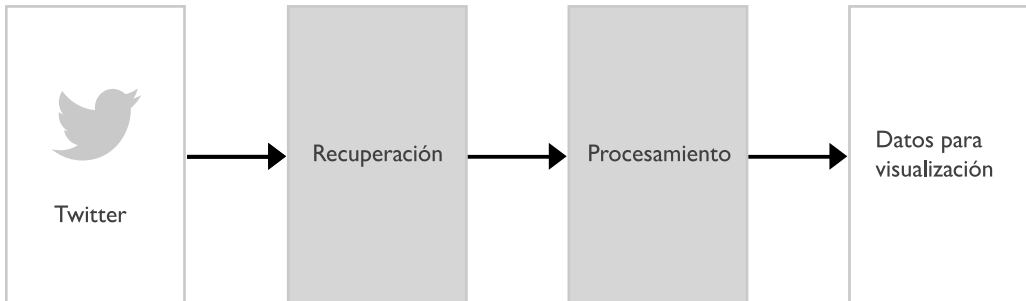 Twitter
Recuperación
Procesamiento
Datos para
visualización